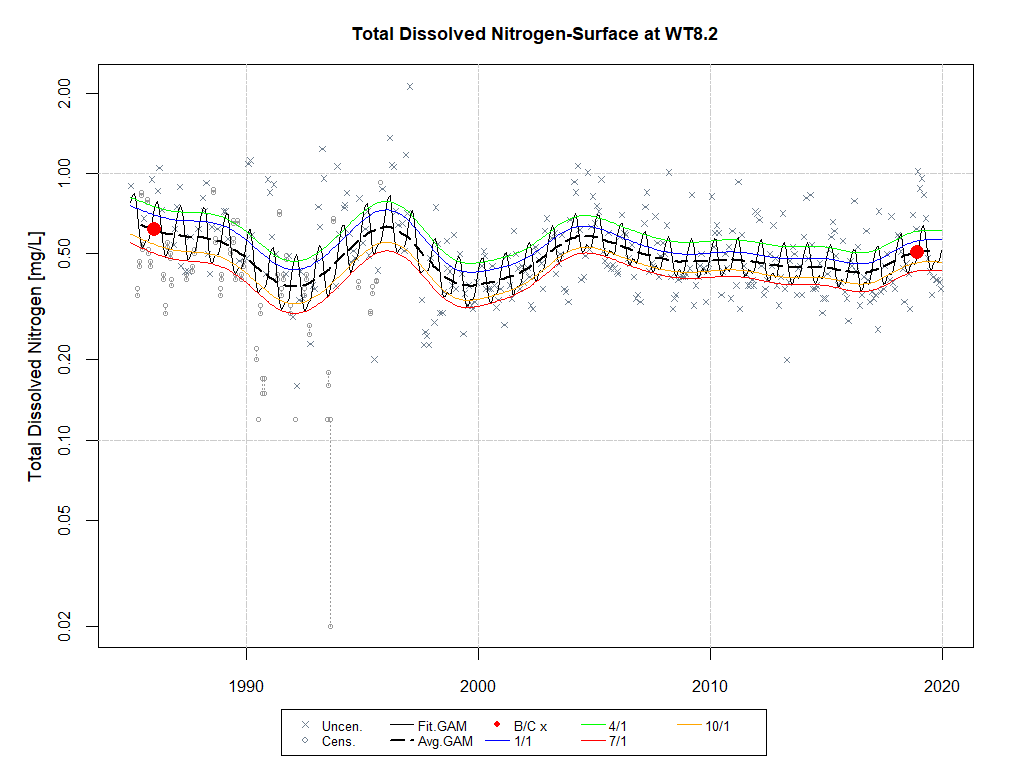 Total Dissolved Nitrogen-Surface at WT8.2
Total Dissolved Nitrogen [mg/L]
2.00
1.00
0.50
0.20
0.10
0.05
0.02
1990 2000 2010 2020
Uncen. Fit.GAM B/C x 4/1 10/1
Cens. Avg.GAM 1/1 7/1